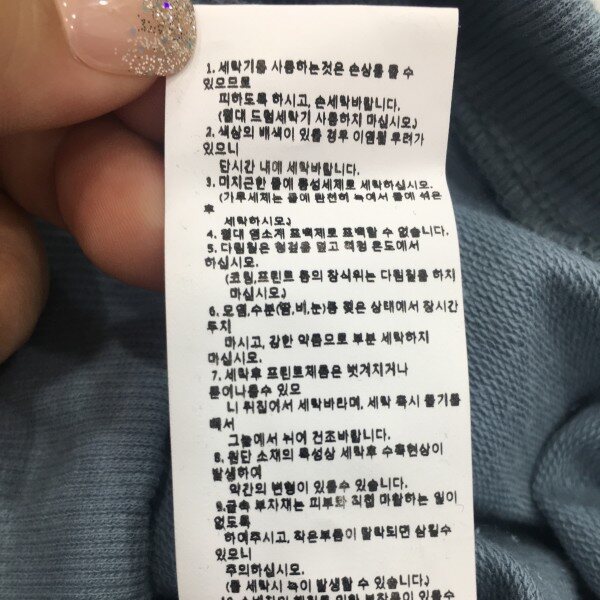 1. 세탁기를 사용하는것은 손상을 줄 수
있으므로
피하도록 하시고, 손세탁바랍니다.
(절대 드럼세탁기 사용하지 마십시오.)
2. 색상의 배색이 있을 경우 이염될 우려가
있으니
단시간 내에 세탁바랍니다.
3. 미지근한 물에 중성세제로 세탁하십시오.
(가루세제는 물에 완전히 녹여서 물에 섞은
후
세탁하시오.)
4. 절대 염소계 표백제로 표백할 수 없습니다.
5. 다림질은 헝겊을 덮고 적정 온도에서
하십시오.
(코팅,프린트 등의 장식위는 다림질을 하지
마십시오.)
6. 오염,수분(땀,비,눈)등 젖은 상태에서 장시간
두지
마시고, 강한 약품으로 부분 세탁하지
마십시오.
7. 세탁후 프린트제품은 벗겨지거나
묻어나올수 있으
니 뒤집어서 세탁바라며, 세탁 즉시 물기를
빼서
그늘에서 뉘어 건조바랍니다.
8. 원단 소재의 특성상 세탁후 수축현상이
발생하여
약간의 변형이 있을수 있습니다.
9.금속 부자재는 피부와 직접 마찰하는 일이
없도록
하여주시고, 작은부품이 탈락되면 삼킬수
있으니
주의하십시오.
(물 세탁시 녹이 발생할 수 있습니다.)